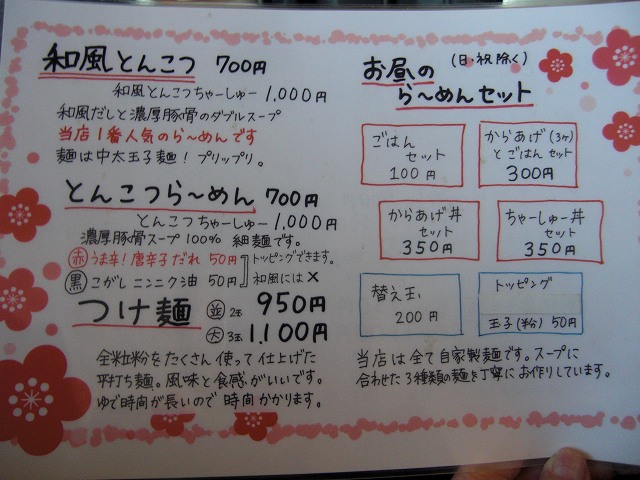 和風とんこつ 700円
和風とんこつちゃーしゅー 1,000円
和風だしと濃厚豚骨のダブルスープ
当店1番人気のら〜めんです
麺は中太玉子麺！プリップリ。
とんこつら〜めん 700円
とんこつちゃーしゅー 1,000円
濃厚豚骨スープ100% 細麺です。
赤 うま辛！唐辛子だれ 50円
黒 こがしニンニク油 50円
トッピングできます。
和風には×
つけ麺 並 2玉 950円
大 3玉 1,100円
全粒粉をたくさん使って仕上げた
平打ち麺。風味と食感がいいです。
ゆで時間が長いので時間かかります。
お昼の (日・祝除く)
ら〜めんセット
ごはん
セット
100円
からあげ(3ヶ)
とごはんセット
300円
からあげ丼
セット
350円
ちゃーしゅー丼
セット
350円
替え玉
200円
トッピング
玉子(粉) 50円
当店は全て自家製麺です。スープに
合わせた3種類の麺を丁寧にお作りしています。